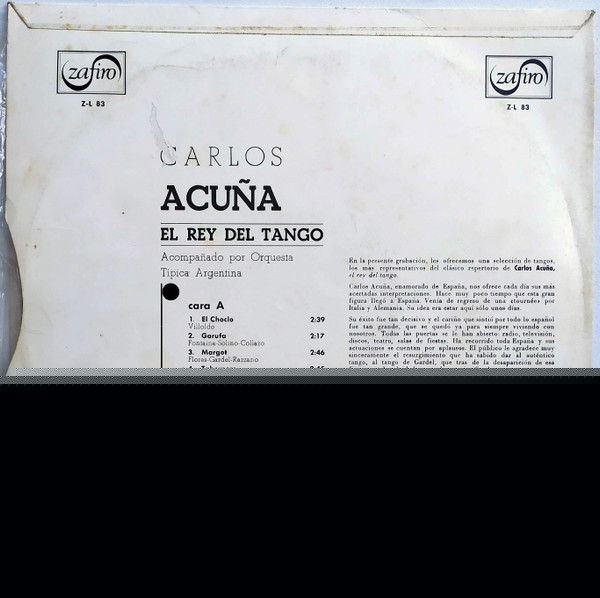 zafiro
Z-L 83
zafiro
Z-L 83
CARLOS
ACUÑA
EL REY DEL TANGO
Acompañado por Orquesta
Típica Argentina
cara A
1. El Choclo 2:39
Villoldo
2. Garufa 2:17
Fontaina-Solino-Collazo
3. Margot 2:46
Flores-Gardel-Razzano
En la presente grabación, les ofrecemos una selección de tangos,
los más representativos del clásico repertorio de Carlos Acuña,
el rey del tango.
Carlos Acuña, enamorado de España, nos ofrece cada día sus más
acertadas interpretaciones. Hace muy poco tiempo que esta gran
figura llegó a España. Venía de regreso de una «tournée» por
Italia y Alemania. Su idea era estar aquí sólo unos días.
Su éxito fue tan decisivo y el cariño que sintió por todo lo español
fue tan grande, que se quedó ya para siempre viviendo con
nosotros. Todas las puertas se le han abierto: radio, televisión,
discos, teatro, salas de fiestas. Ha recorrido toda España y sus
actuaciones se cuentan por aplausos. El público le agradece muy
sinceramente el resurgimiento que ha sabido dar al auténtico
tango, al tango de Gardel, que tras de la desaparición de esa